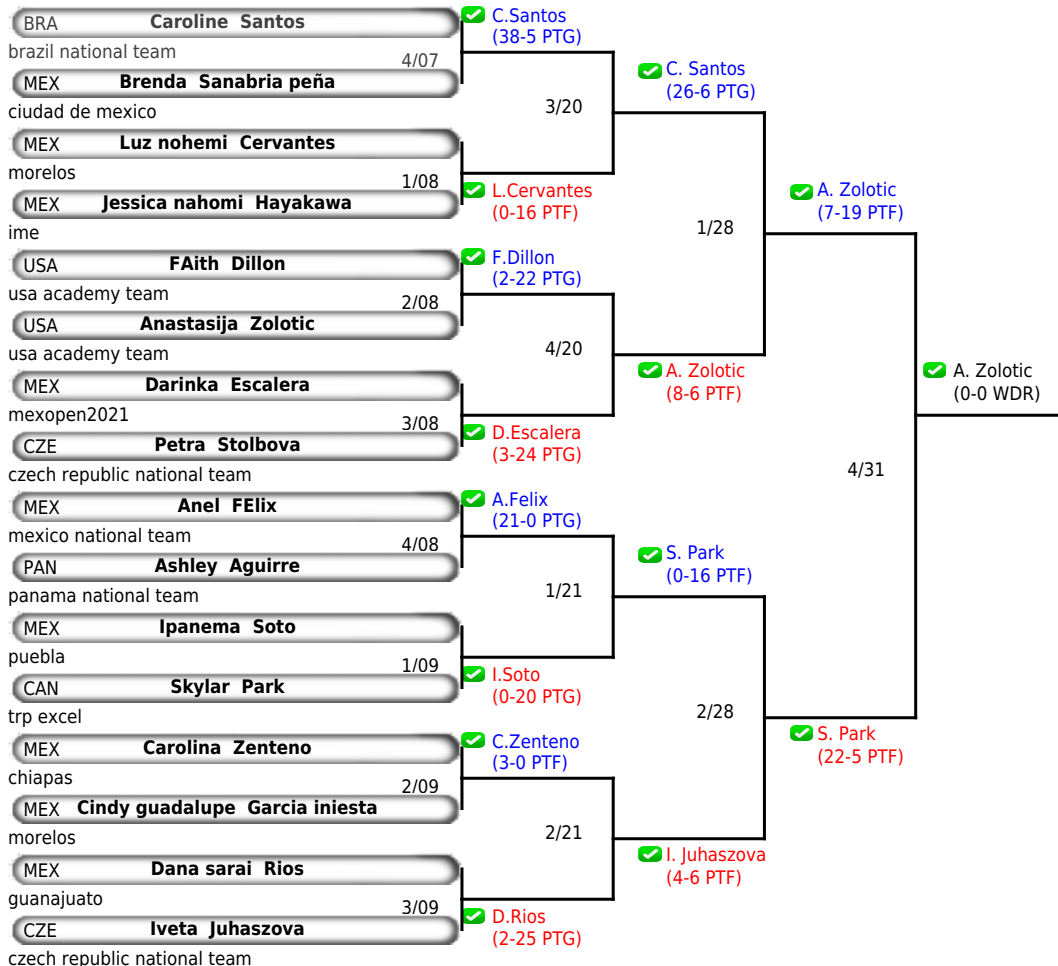 BRA Caroline Santos
brazil national team
4/07
MEX Brenda Sanabria peña
ciudad de mexico
MEX Luz nohemi Cervantes
morelos
1/08
MEX Jessica nahomi Hayakawa
ime
USA FAith Dillon
usa academy team
2/08
USA Anastasija Zolotic
usa academy team
MEX Darinka Escalera
mexopen2021
3/08
CZE Petra Stolbova
czech republic national team
MEX Anel FElix
mexico national team
4/08
PAN Ashley Aguirre
panama national team
MEX Ipanema Soto
puebla
1/09
CAN Skylar Park
trp excel
MEX Carolina Zenteno
chiapas
2/09
MEX Cindy guadalupe Garcia iniesta
morelos
MEX Dana sarai Rios
guanajuato
3/09
CZE Iveta Juhaszova
czech republic national team
C.Santos
(38-5 PTG)
3/20
L.Cervantes
(0-16 PTF)
F.Dillon
(2-22 PTG)
4/20
D.Escalera
(3-24 PTG)
A.Felix
(21-0 PTG)
1/21
I.Soto
(0-20 PTG)
C.Zenteno
(3-0 PTF)
2/21
D.Rios
(2-25 PTG)
C. Santos
(26-6 PTG)
1/28
A. Zolotic
(8-6 PTF)
S. Park
(0-16 PTF)
2/28
I. Juhaszova
(4-6 PTF)
A. Zolotic
(7-19 PTF)
4/31
S. Park
(22-5 PTF)
A. Zolotic
(0-0 WDR)